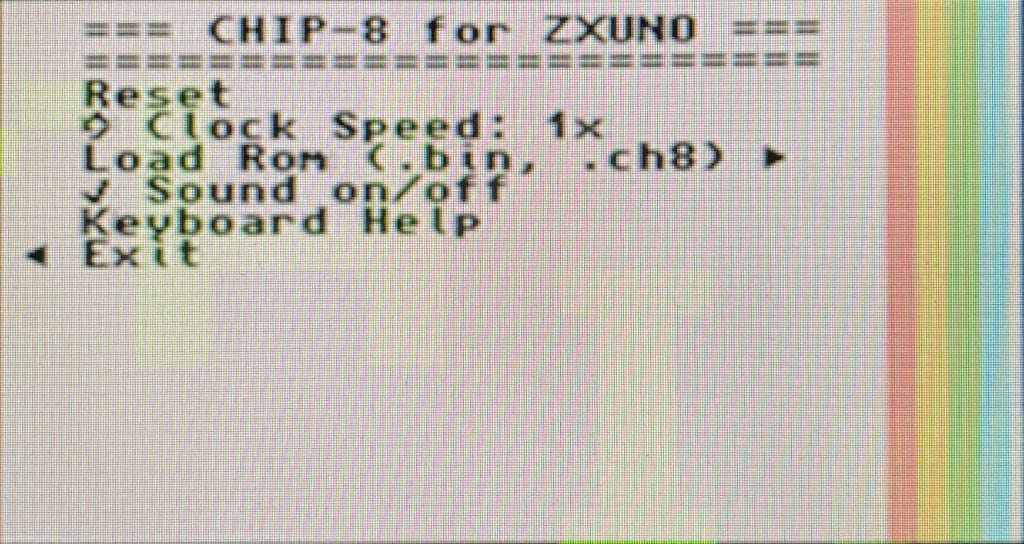 === CHIP-8 for ZXUNO ===
=========================
Reset
Clock Speed: 1x
Load Rom (.bin, .ch8) ►
✓ Sound on/off
Keyboard Help
◄ Exit